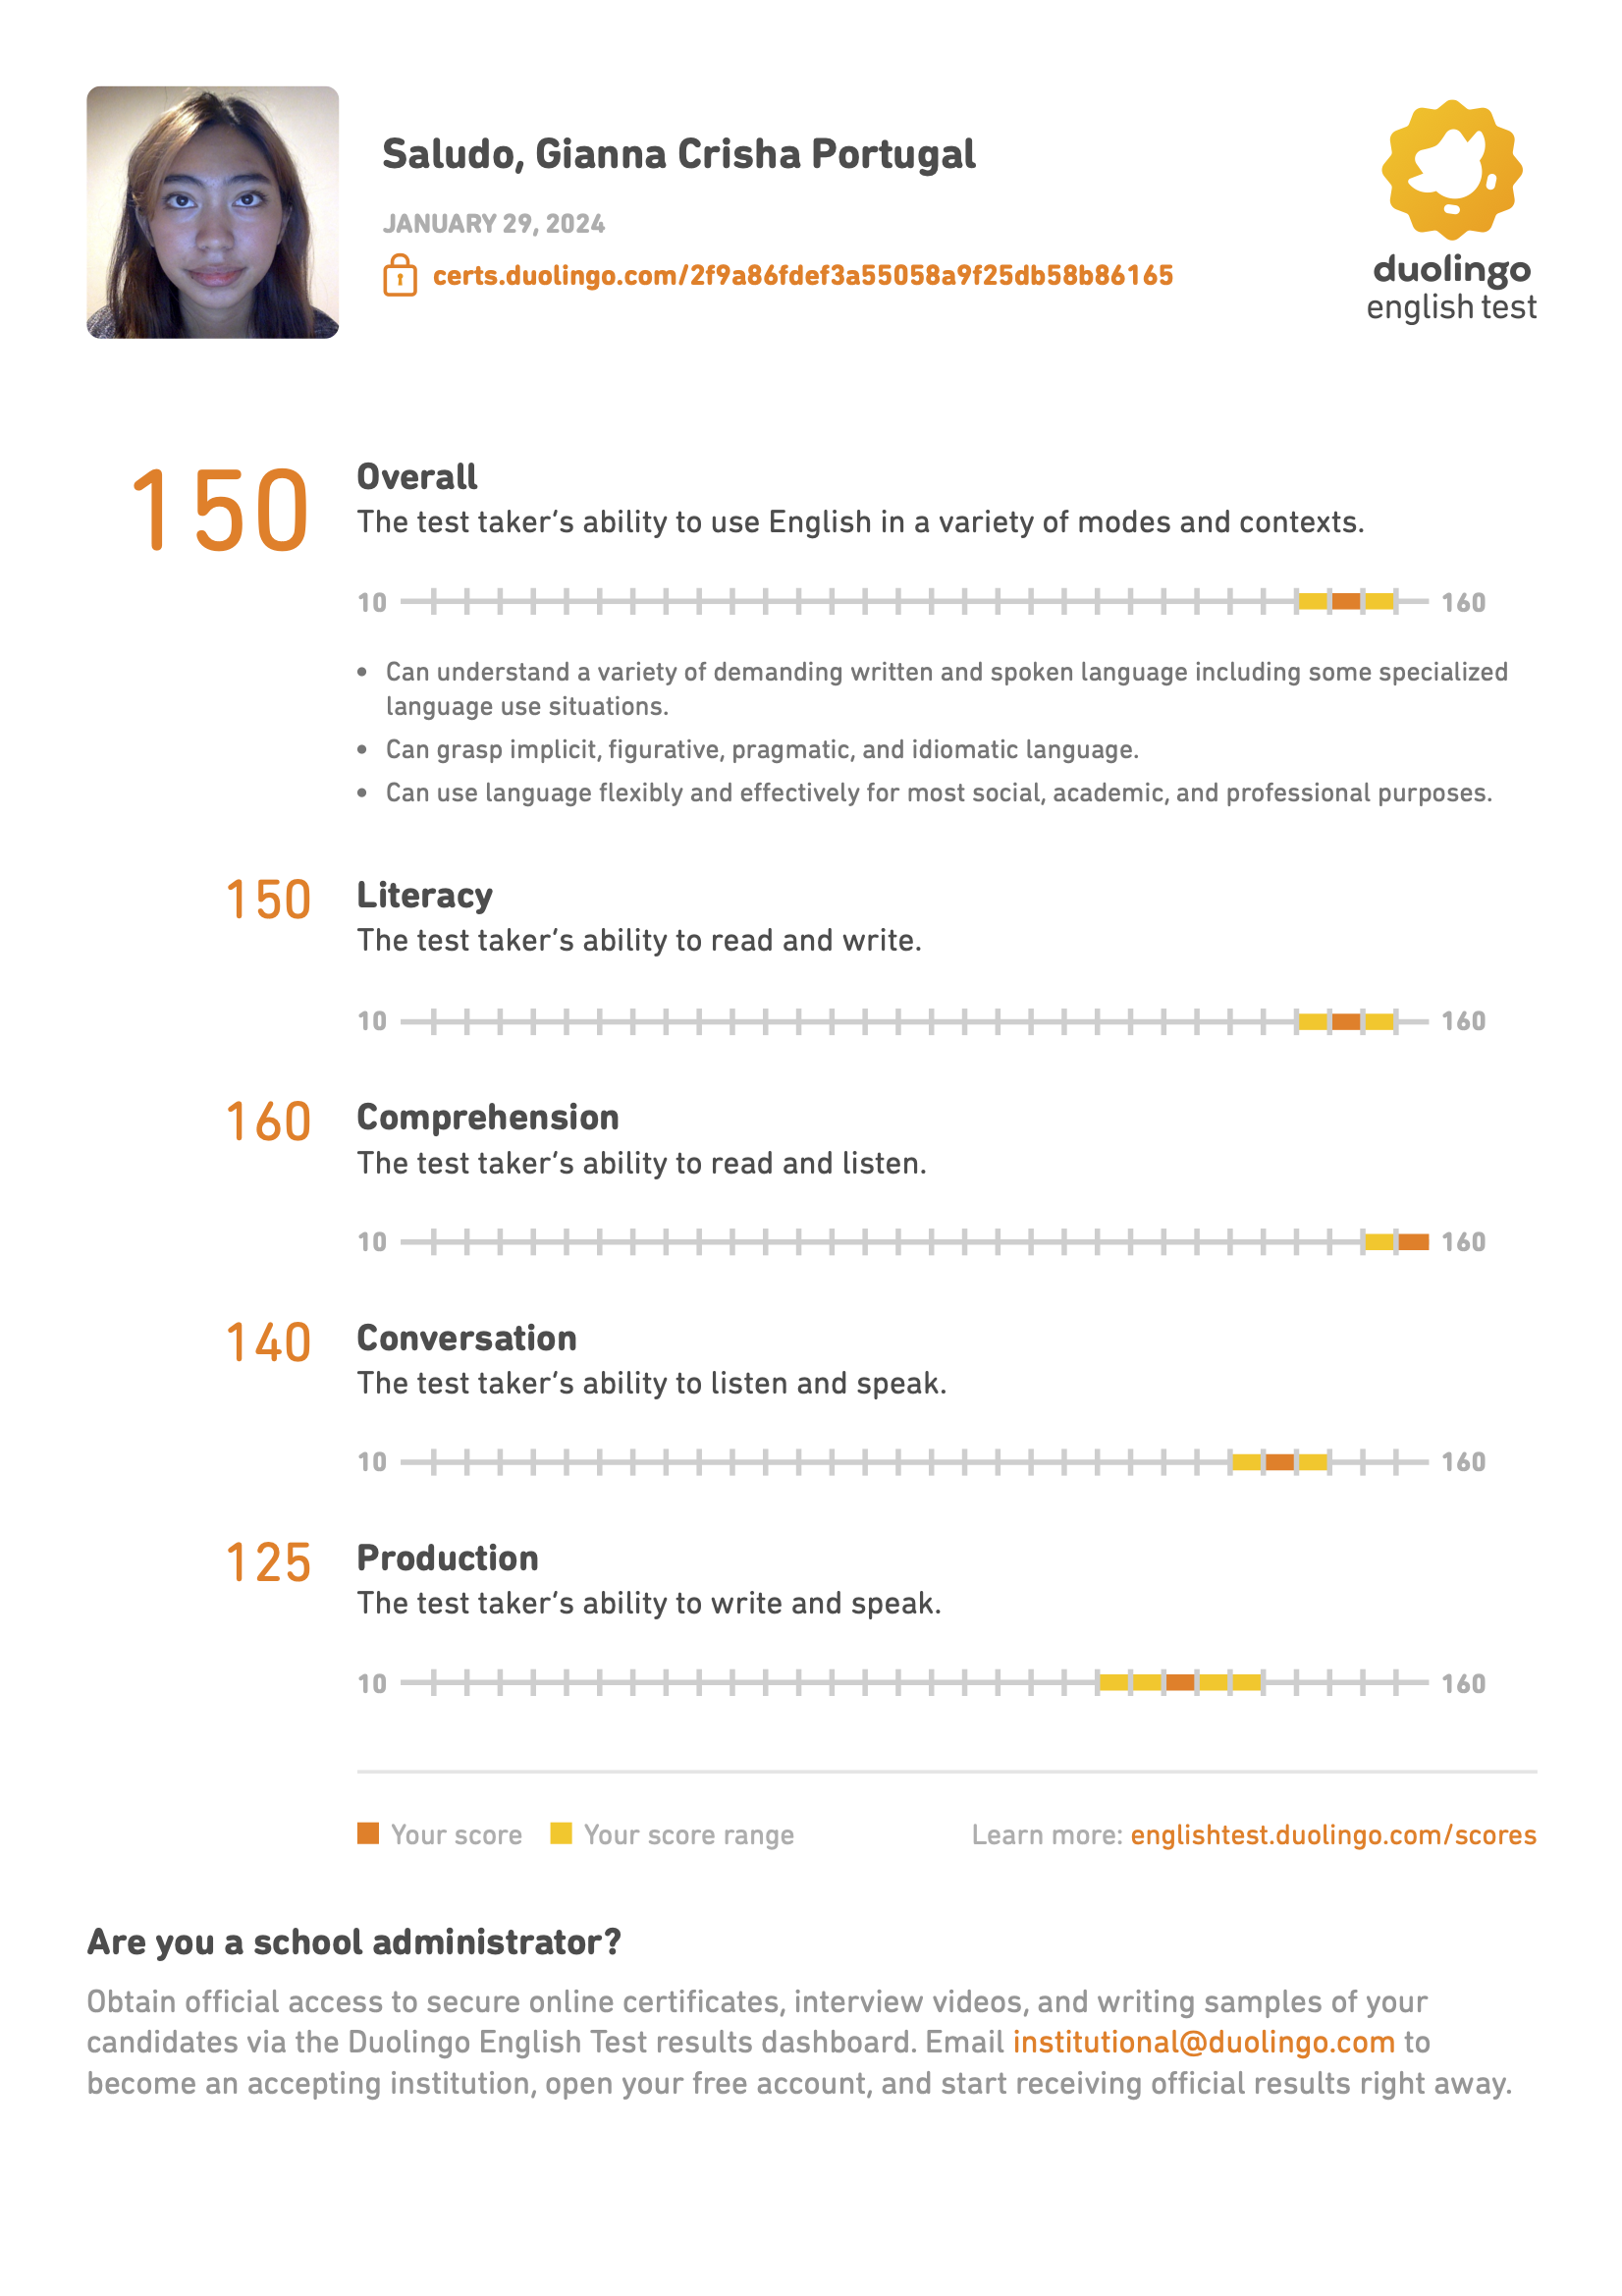 Saludo, Gianna Crisha Portugal
JANUARY 29, 2024
certs.duolingo.com/2f9a86fdef3a55058a9f25db58b86165
duolingo
english test
150
Overall
The test taker's ability to use English in a variety of modes and contexts.
10 160
• Can understand a variety of demanding written and spoken language including some specialized
language use situations.
• Can grasp implicit, figurative, pragmatic, and idiomatic language.
• Can use language flexibly and effectively for most social, academic, and professional purposes.
150 Literacy
The test taker's ability to read and write.
10 160
160 Comprehension
The test taker's ability to read and listen.
10 160
140 Conversation
The test taker's ability to listen and speak.
10 160
125 Production
The test taker's ability to write and speak.
10 160
Your score Your score range Learn more: englishtest.duolingo.com/scores
Are you a school administrator?
Obtain official access to secure online certificates, interview videos, and writing samples of your
candidates via the Duolingo English Test results dashboard. Email institutional@duolingo.com to
become an accepting institution, open your free account, and start receiving official results right away.